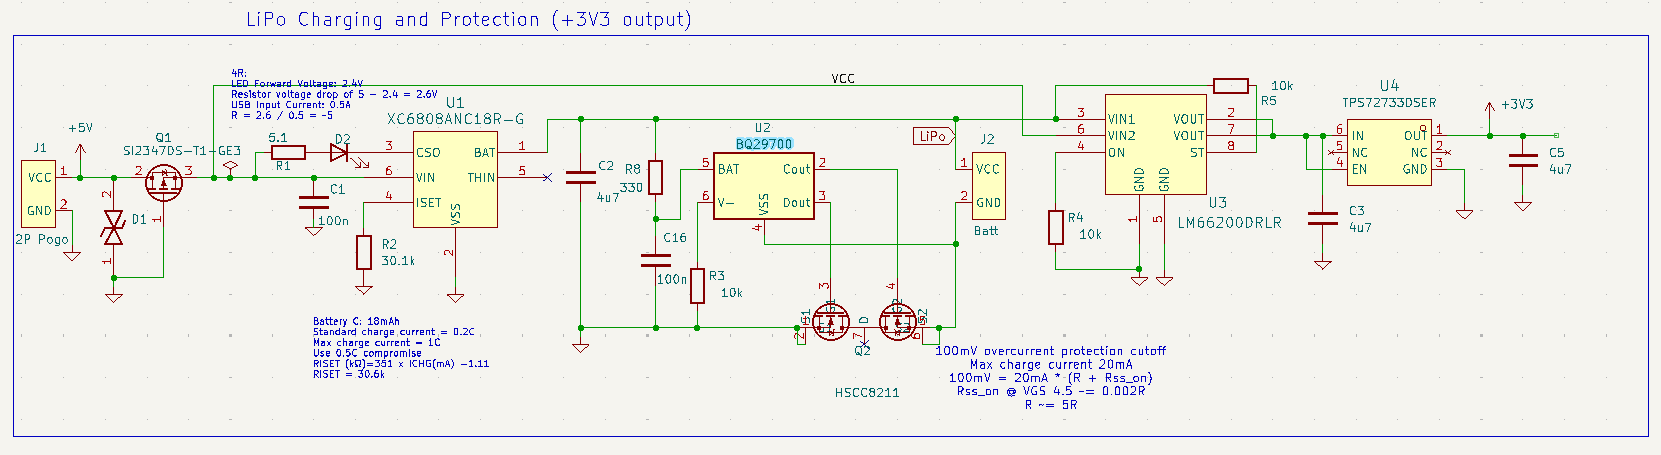 LiPo Charging and Protection (+3V3 output)
4R:
LED Forward Voltage: 2.4V
Resistor voltage drop of 5 - 2.4 = 2.6V
USB Input Current: 0.5A
R = 2.6 / 0.5 = ~5
VCC
+5V
J1
VCC 1
GND 2
2P Pogo
2
D1
1
Q1
SI2347DS-T1-GE3
2 3
1
5.1
R1
D2
C1
100n
U1
XC6808ANC18R-G
3 CSO
6 VIN
4 ISET
BAT 1
THIN 5
VSS
2
R2
30.1k
Battery C: 18mAh
Standard charge current = 0.2C
Max charge current = 1C
Use 0.5C compromise
RISET (kΩ)=351 x ICHG(mA) -1.11
RISET = 30.6k
C2
4u7
R8
330
C16
100n
U2
BQ29700
5 BAT
6 V-
Cout 2
Dout 3
VSS
4
R3
10k
3
4
D
7
Q2
HSCC8211
LiPo
J2
1 VCC
2 GND
Batt
100mV overcurrent protection cutoff
Max charge current 20mA
100mV = 20mA * (R + Rss_on)
Rss_on @ VGS 4.5 ~= 0.002R
R ~= 5R
R4
10k
3 VIN1
6 VIN2
4 ON
VOUT 2
VOUT 7
ST 8
GND
GND
1
5
U3
LM66200DRLR
10k
R5
C3
4u7
U4
TPS72733DSER
6 IN
5 NC
4 EN
OUT 1
NC 2
GND 3
+3V3
C5
4u7